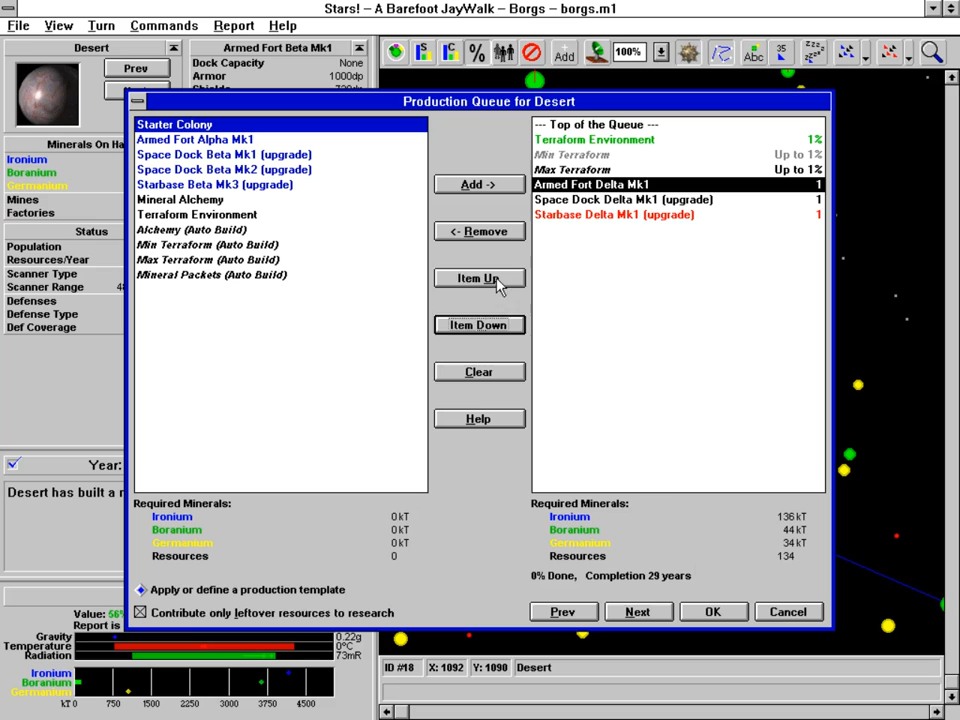 Stars! – A Barefoot JayWalk – Borgs – borgs.m1
File View Turn Commands Report Help
Desert
Prev
Armed Fort Beta Mk1
Dock Capacity None
Armor 1000dp
100%
Add
Abc
35
zzz
Production Queue for Desert
Minerals On Ha
Ironium
Boranium
Germanium
Mines
Factories
Status
Population
Resources/Year
Scanner Type
Scanner Range 48
Defenses
Defense Type
Def Coverage
Year:
Desert has built a
Starter Colony
Armed Fort Alpha Mk1
Space Dock Beta Mk1 (upgrade)
Space Dock Beta Mk2 (upgrade)
Starbase Beta Mk3 (upgrade)
Mineral Alchemy
Terraform Environment
Alchemy (Auto Build)
Min Terraform (Auto Build)
Max Terraform (Auto Build)
Mineral Packets (Auto Build)
Add ->
<- Remove
Item Up
Item Down
Clear
Help
--- Top of the Queue ---
Terraform Environment 1%
Min Terraform Up to 1%
Max Terraform Up to 1%
Armed Fort Delta Mk1 1
Space Dock Delta Mk1 (upgrade) 1
Starbase Delta Mk1 (upgrade) 1
Required Minerals:
Ironium 0kT
Boranium 0kT
Germanium 0kT
Resources 0
Required Minerals:
Ironium 136kT
Boranium 44kT
Germanium 34kT
Resources 134
0% Done, Completion 29 years
Apply or define a production template
Contribute only leftover resources to research
Prev Next OK Cancel
Value: 56%
Report is
Gravity 0.22g
Temperature 0°C
Radiation 73mR
Ironium
Boranium
Germanium
kT 0 750 1500 2250 3000 3750 4500
ID #18 X: 1092 Y: 1090 Desert